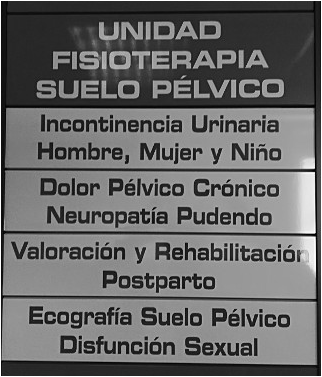 UNIDAD
FISIOTERAPIA
SUELO PÉLVICO
Incontinencia Urinaria
Hombre, Mujer y Niño
Dolor Pélvico Crónico
Neuropatía Pudendo
Valoración y Rehabilitación
Postparto
Ecografía Suelo Pélvico
Disfunción Sexual